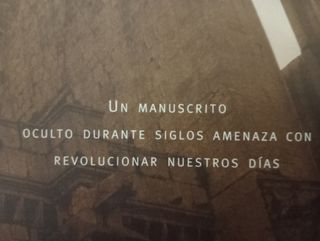 Un manuscrito
oculto durante siglos amenaza con
revolucionar nuestros días